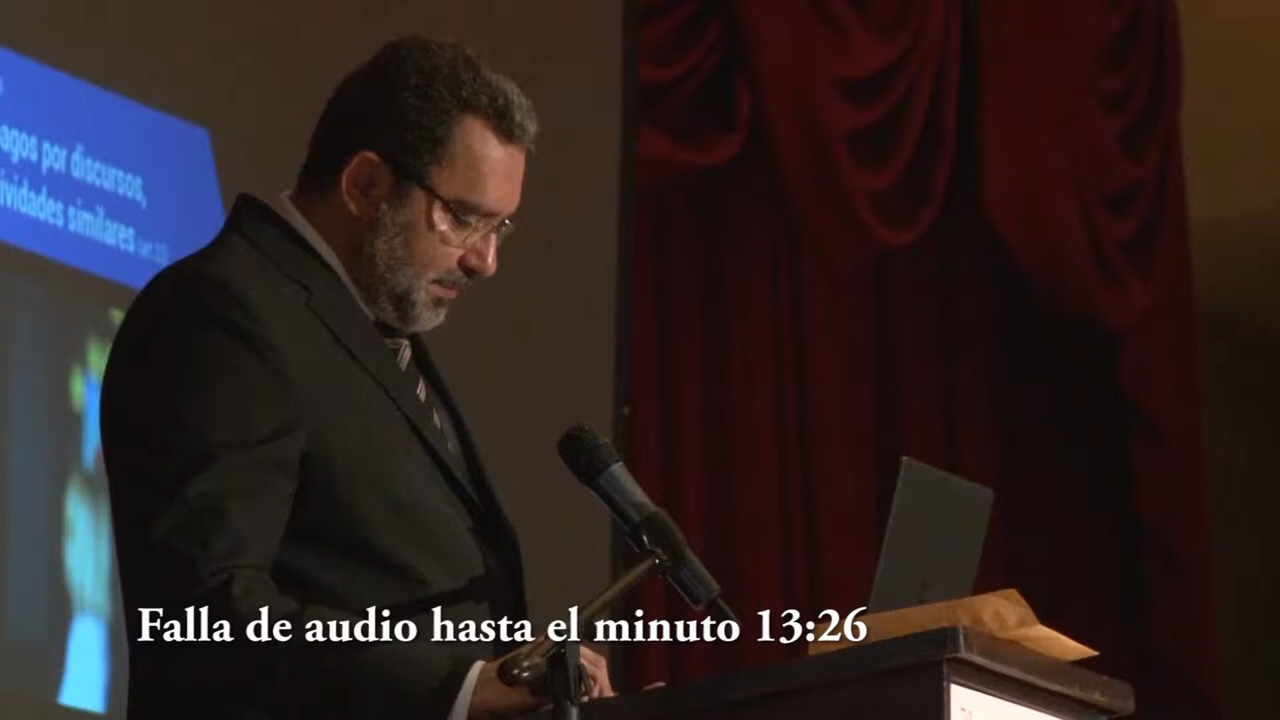 agos por discursos,
ividades similares
Falla de audio hasta el minuto 13:26